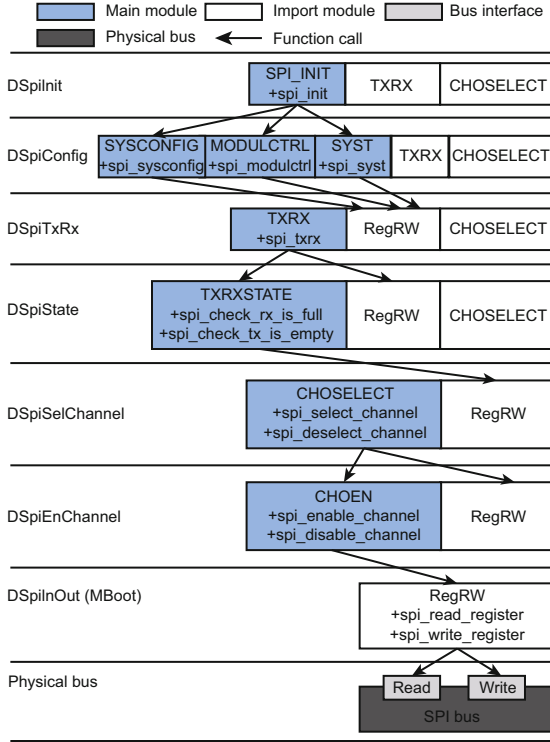 Main module
Import module
Bus interface
Physical bus
Function call
DSpiInit
SPI_INIT
+spi_init
TXRX
CHOSELECT
DSpiConfig
SYSCONFIG
+spi_sysconfig
MODULCTRL
+spi_modulctrl
SYST
+spi_syst
TXRX
CHOSELECT
DSpiTxRx
TXRX
+spi_txrx
RegRW
CHOSELECT
DSpiState
TXRXSTATE
+spi_check_rx_is_full
+spi_check_tx_is_empty
RegRW
CHOSELECT
DSpiSelChannel
CHOSELECT
+spi_select_channel
+spi_deselect_channel
RegRW
DSpiEnChannel
CHOEN
+spi_enable_channel
+spi_disable_channel
RegRW
DSpiInOut (MBoot)
RegRW
+spi_read_register
+spi_write_register
Physical bus
Read
Write
SPI bus